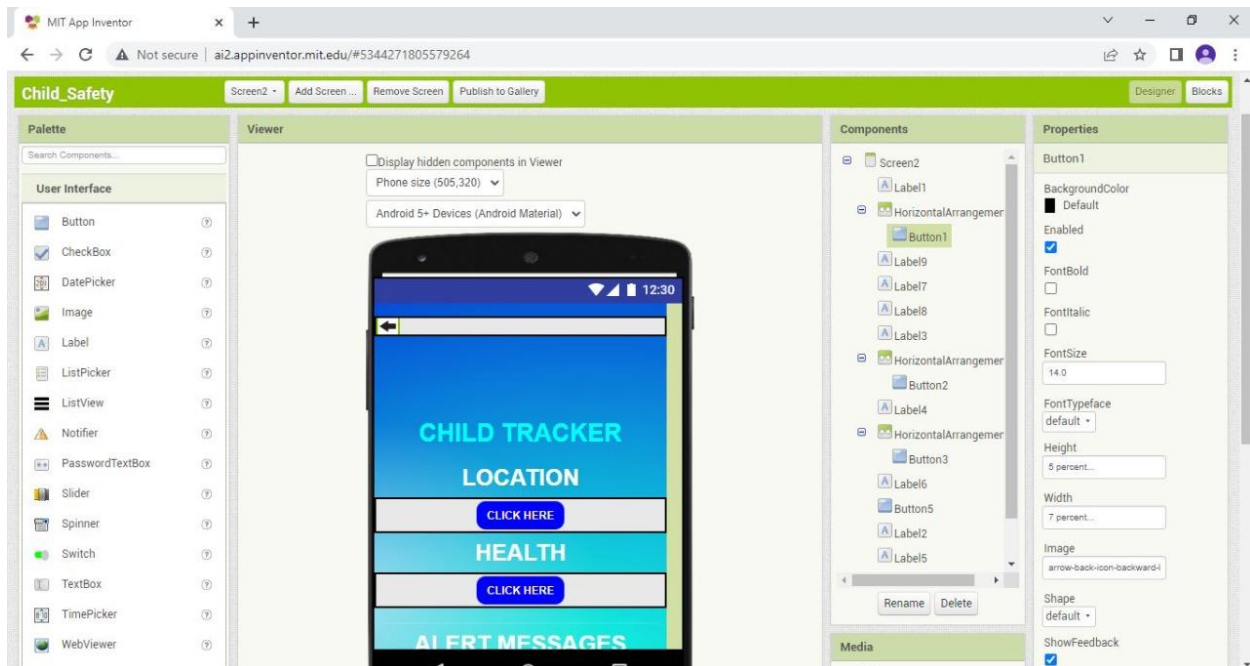 MIT App Inventor
Not secure
ai2.appinventor.mit.edu/#5344271805579264
Child_Safety
Screen2
Add Screen ...
Remove Screen
Publish to Gallery
Designer
Blocks
Palette
Search Components...
User Interface
Button
CheckBox
DatePicker
Image
Label
ListPicker
ListView
Notifier
PasswordTextBox
Slider
Spinner
Switch
TextBox
TimePicker
WebViewer
Viewer
Display hidden components in Viewer
Phone size (505,320)
Android 5+ Devices (Android Material)
12:30
CHILD TRACKER
LOCATION
CLICK HERE
HEALTH
CLICK HERE
ALERT MESSAGES
Components
Screen2
Label1
HorizontalArrangemer
Button1
Label9
Label7
Label8
Label3
HorizontalArrangemer
Button2
Label4
HorizontalArrangemer
Button3
Label6
Button5
Label2
Label5
Rename
Delete
Media
Properties
Button1
BackgroundColor
Default
Enabled
FontBold
FontItalic
FontSize
14.0
FontTypeface
default
Height
5 percent...
Width
7 percent...
Image
arrow-back-icon-backward-i
Shape
default
ShowFeedback